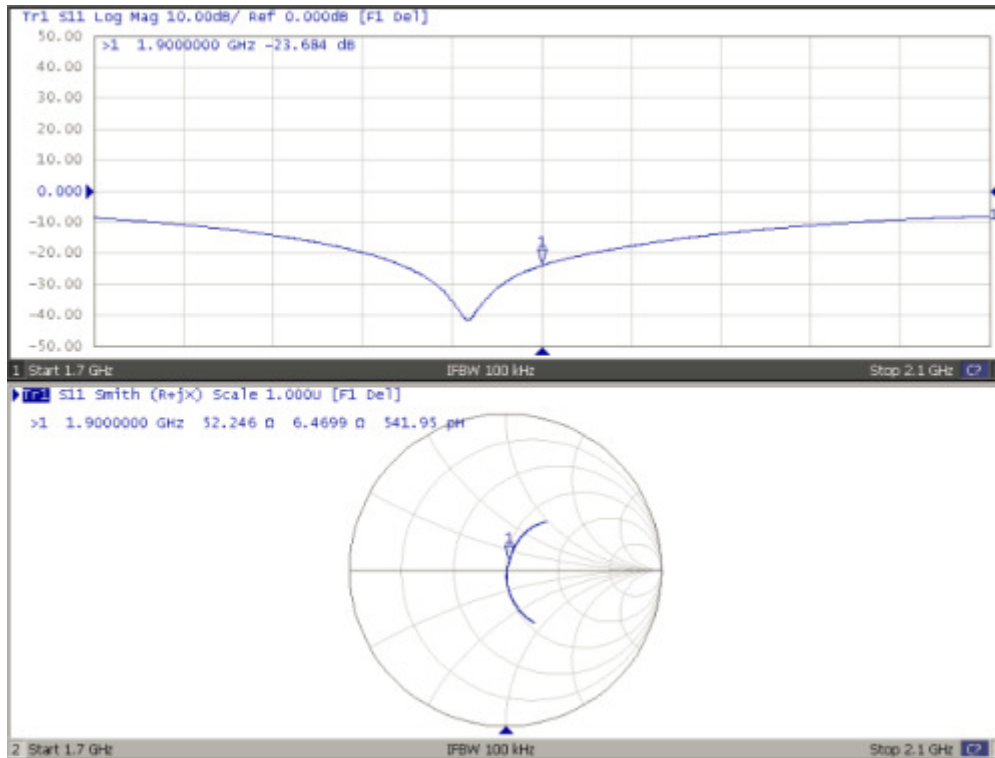 Tr1 S11 Log Mag 10.00dB/ Ref 0.000dB [F1 Del]
50.00
>1 1.9000000 GHz -23.684 dB
40.00
30.00
20.00
10.00
0.000
-10.00
1
-20.00
1
-30.00
-40.00
-50.00
1 Start 1.7 GHz IFBW 100 kHz Stop 2.1 GHz C?
Tr1 S11 Smith (R+jX) Scale 1.000U [F1 Del]
>1 1.9000000 GHz 52.246 Ω 6.4699 Ω 541.95 pH
1
2 Start 1.7 GHz IFBW 100 kHz Stop 2.1 GHz C?